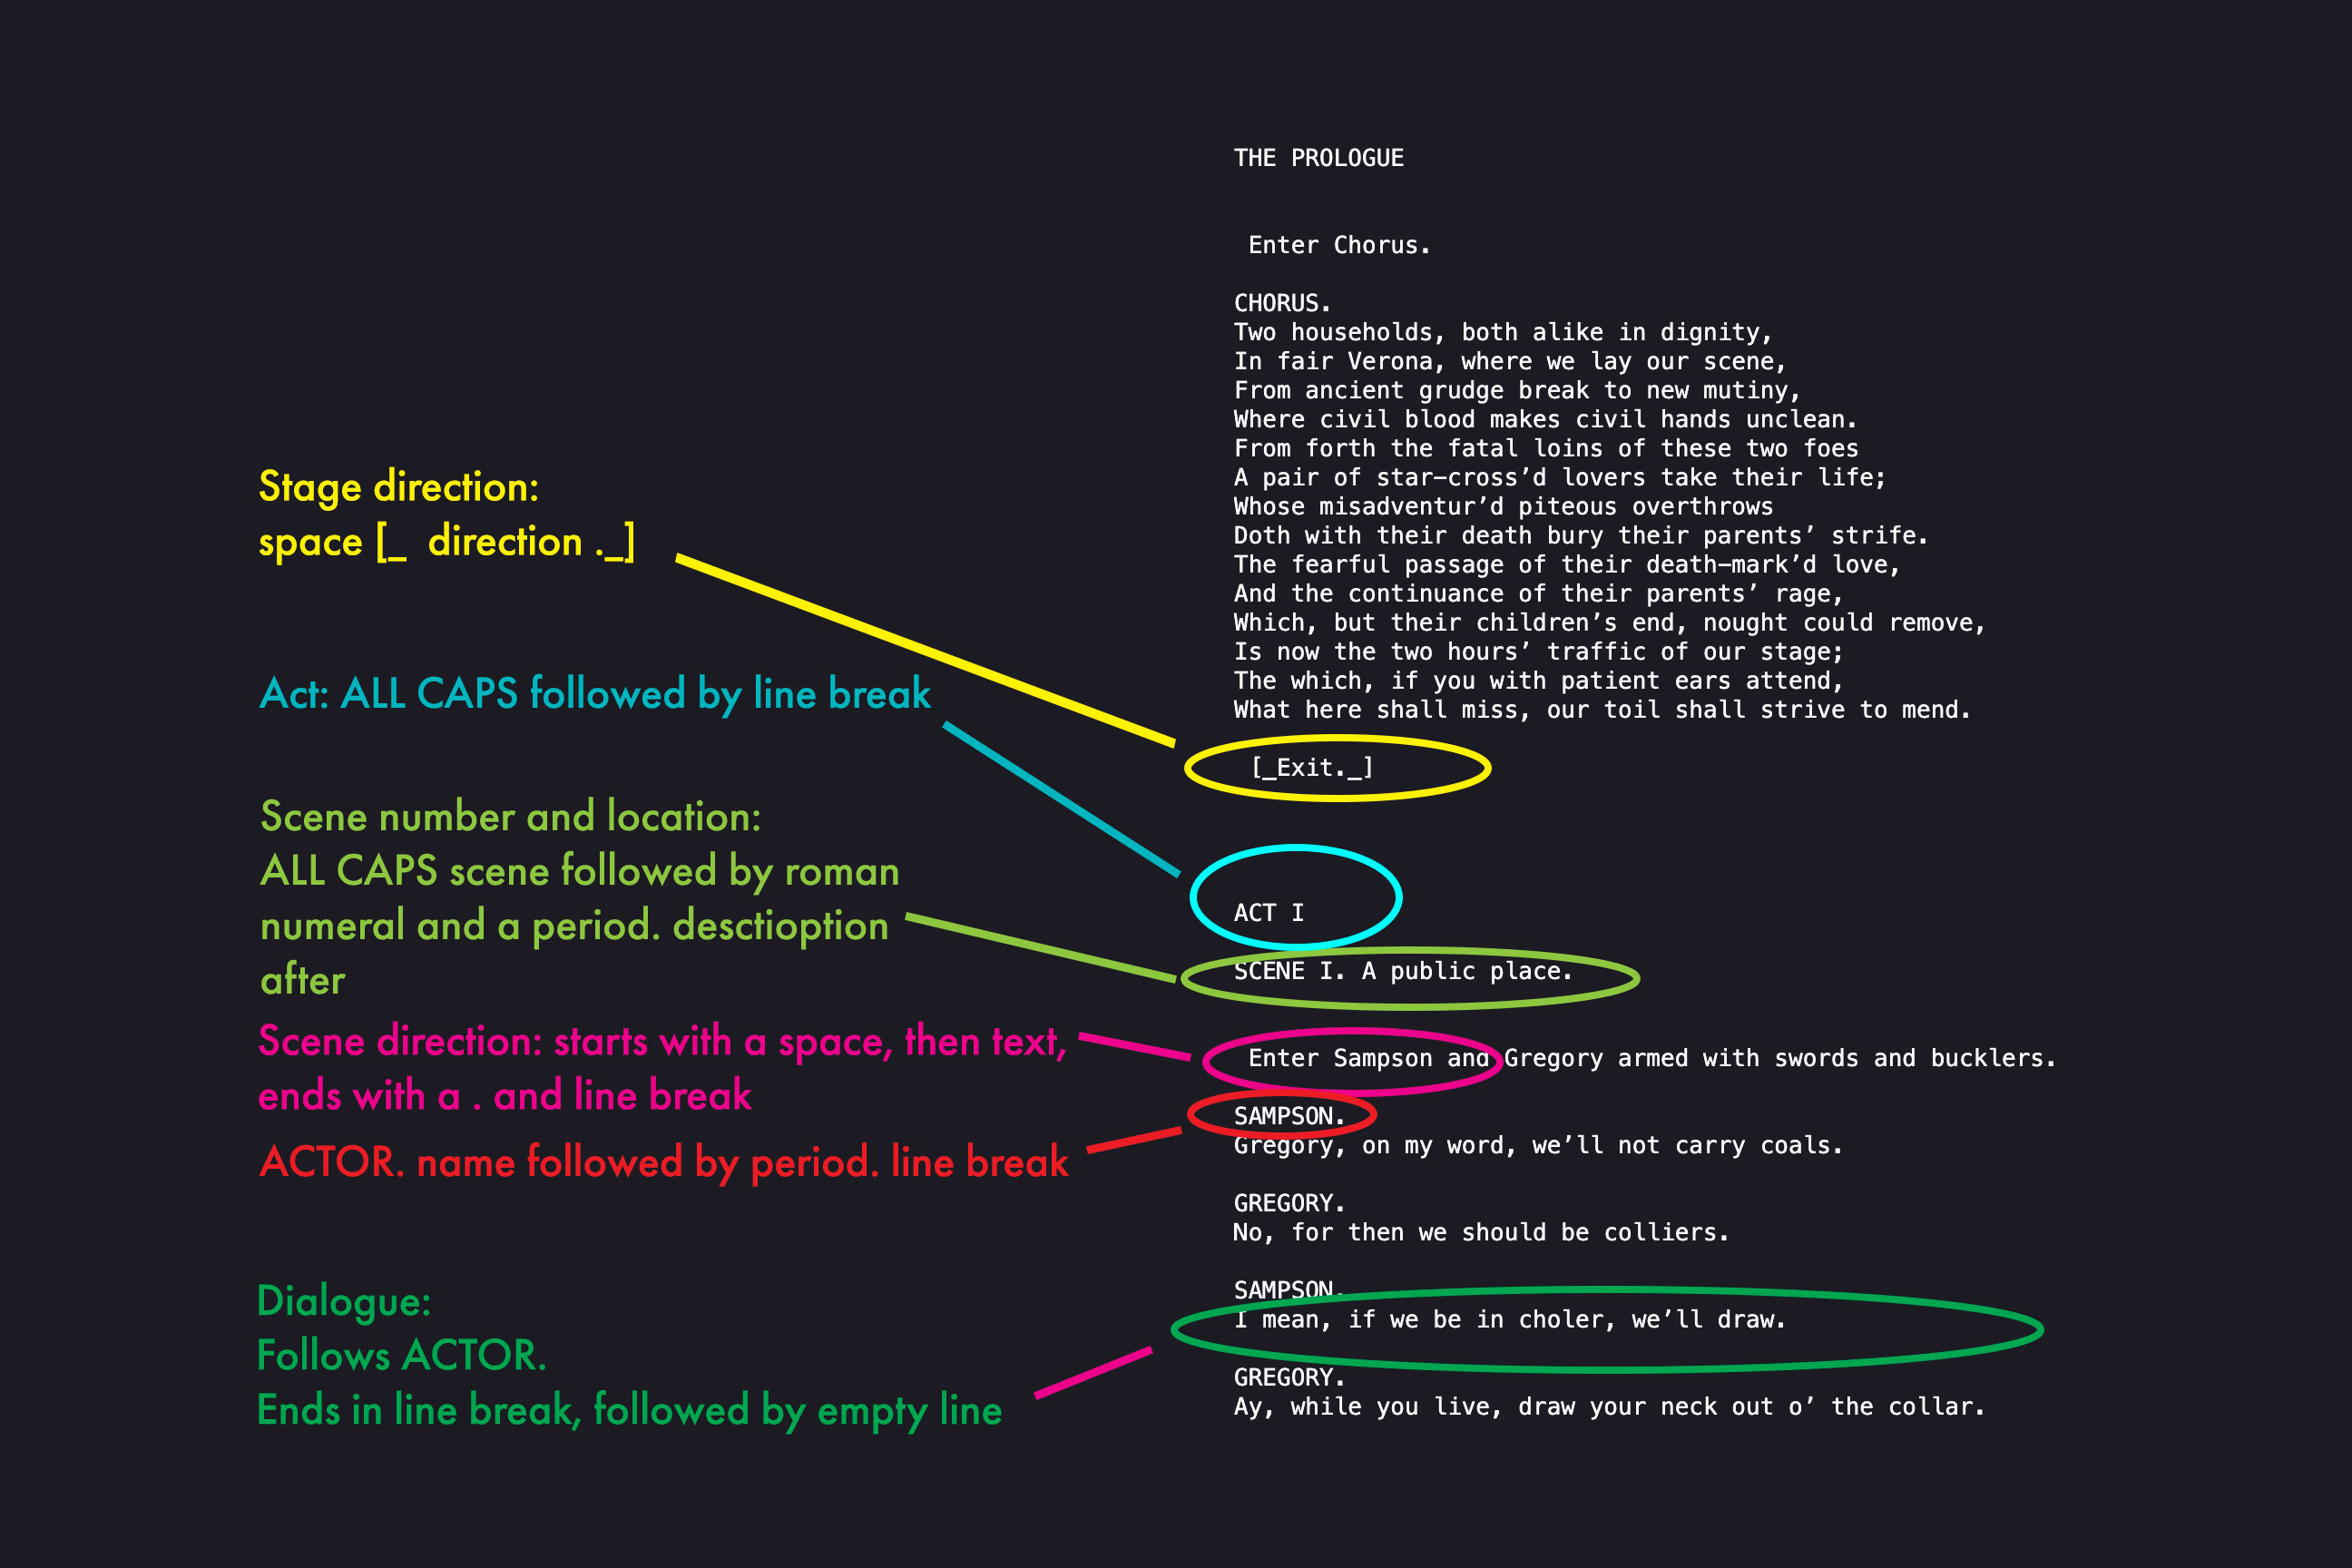 THE PROLOGUE
Enter Chorus.
CHORUS.
Two households, both alike in dignity,
In fair Verona, where we lay our scene,
From ancient grudge break to new mutiny,
Where civil blood makes civil hands unclean.
From forth the fatal loins of these two foes
A pair of star-cross’d lovers take their life;
Whose misadventur’d piteous overthrows
Doth with their death bury their parents’ strife.
The fearful passage of their death-mark’d love,
And the continuance of their parents’ rage,
Which, but their children’s end, nought could remove,
Is now the two hours’ traffic of our stage;
The which, if you with patient ears attend,
What here shall miss, our toil shall strive to mend.
[_Exit._]
ACT I
SCENE I. A public place.
Enter Sampson and Gregory armed with swords and bucklers.
SAMPSON.
Gregory, on my word, we’ll not carry coals.
GREGORY.
No, for then we should be colliers.
SAMPSON.
I mean, if we be in choler, we’ll draw.
GREGORY.
Ay, while you live, draw your neck out o’ the collar.
Stage direction:
space [_ direction ._]
Act: ALL CAPS followed by line break
Scene number and location:
ALL CAPS scene followed by roman
numeral and a period. desctioption
after
Scene direction: starts with a space, then text,
ends with a . and line break
ACTOR. name followed by period. line break
Dialogue:
Follows ACTOR.
Ends in line break, followed by empty line